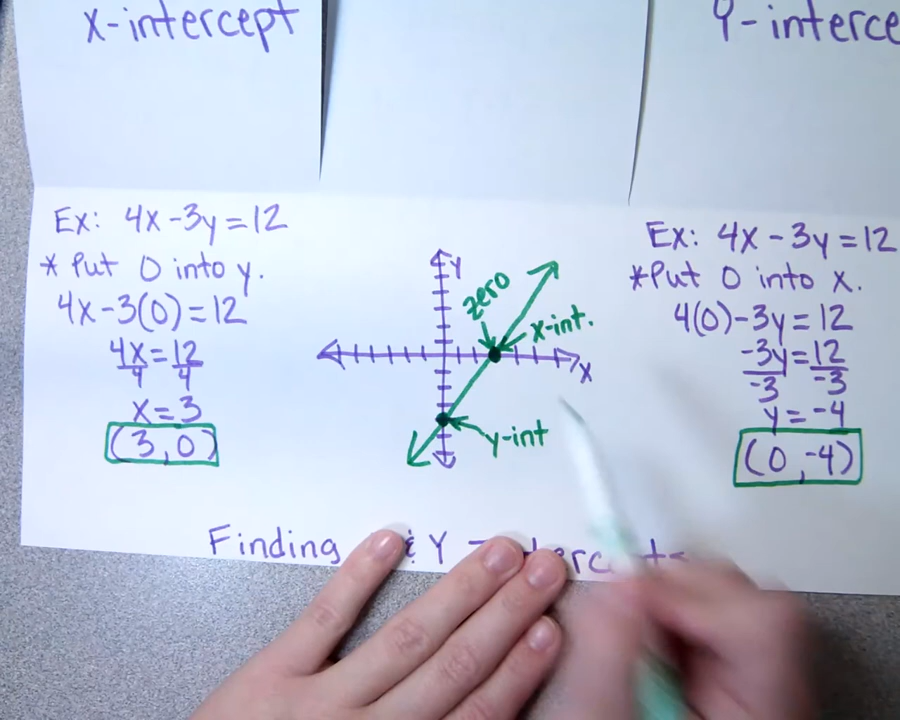 x-intercept
Ex: 4x-3y=12
* Put 0 into y.
4x-3(0)=12
4x=12
4 4
x=3
(3,0)
y
zero
x-int.
x
y-int
Ex: 4x-3y=12
*Put 0 into x.
4(0)-3y=12
-3y=12
-3 -3
y=-4
(0,-4)
Finding & Y -